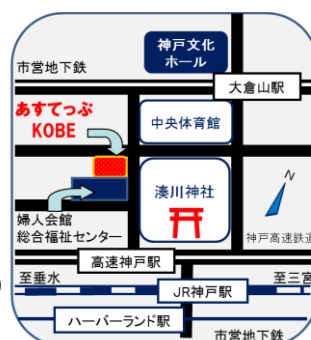 神戸文化
ホール
市営地下鉄
大倉山駅
あすてっぷ
KOBE
中央体育館
湊川神社
N
婦人会館
総合福祉センター
神戸高速鉄道
高速神戸駅
至垂水
至三宮
JR神戸駅
ハーバーランド駅
市営地下鉄